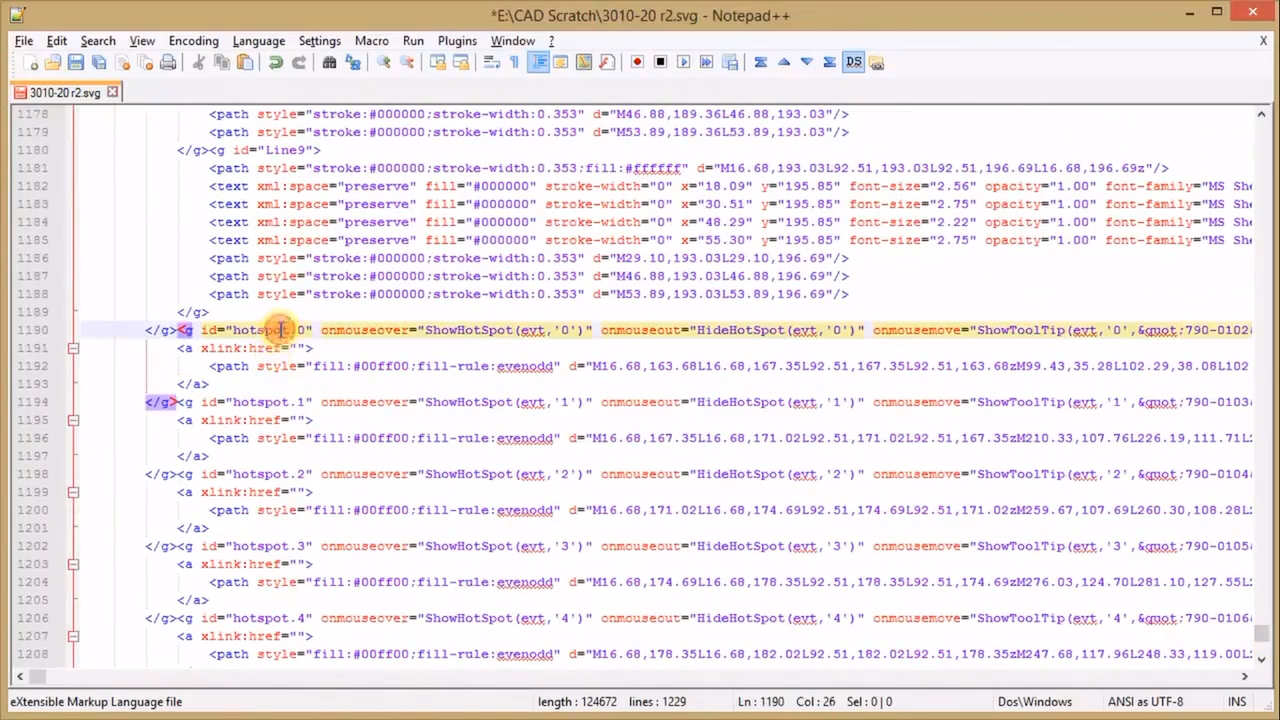 *E:\CAD Scratch\3010-20 r2.svg - Notepad++
File Edit Search View Encoding Language Settings Macro Run Plugins Window ? X
3010-20 r2.svg
1178 <path style="stroke:#000000;stroke-width:0.353" d="M46.88,189.36L46.88,193.03"/>
1179 <path style="stroke:#000000;stroke-width:0.353" d="M53.89,189.36L53.89,193.03"/>
1180 </g><g id="Line9">
1181 <path style="stroke:#000000;stroke-width:0.353;fill:#ffffff" d="M16.68,193.03L92.51,193.03L92.51,196.69L16.68,196.69z"/>
1182 <text xml:space="preserve" fill="#000000" stroke-width="0" x="18.09" y="195.85" font-size="2.56" opacity="1.00" font-family="MS She
1183 <text xml:space="preserve" fill="#000000" stroke-width="0" x="30.51" y="195.85" font-size="2.75" opacity="1.00" font-family="MS She
1184 <text xml:space="preserve" fill="#000000" stroke-width="0" x="48.29" y="195.85" font-size="2.22" opacity="1.00" font-family="MS She
1185 <text xml:space="preserve" fill="#000000" stroke-width="0" x="55.30" y="195.85" font-size="2.75" opacity="1.00" font-family="MS She
1186 <path style="stroke:#000000;stroke-width:0.353" d="M29.10,193.03L29.10,196.69"/>
1187 <path style="stroke:#000000;stroke-width:0.353" d="M46.88,193.03L46.88,196.69"/>
1188 <path style="stroke:#000000;stroke-width:0.353" d="M53.89,193.03L53.89,196.69"/>
1189 </g>
1190 </g><g id="hotspot.0" onmouseover="ShowHotSpot(evt,'0')" onmouseout="HideHotSpot(evt,'0')" onmousemove="ShowToolTip(evt,'0',&quot;790-0102&
1191 <a xlink:href="">
1192 <path style="fill:#00ff00;fill-rule:evenodd" d="M16.68,163.68L16.68,167.35L92.51,167.35L92.51,163.68zM99.43,35.28L102.29,38.08L102
1193 </a>
1194 </g><g id="hotspot.1" onmouseover="ShowHotSpot(evt,'1')" onmouseout="HideHotSpot(evt,'1')" onmousemove="ShowToolTip(evt,'1',&quot;790-0103&
1195 <a xlink:href="">
1196 <path style="fill:#00ff00;fill-rule:evenodd" d="M16.68,167.35L16.68,171.02L92.51,171.02L92.51,167.35zM210.33,107.76L226.19,111.71L2
1197 </a>
1198 </g><g id="hotspot.2" onmouseover="ShowHotSpot(evt,'2')" onmouseout="HideHotSpot(evt,'2')" onmousemove="ShowToolTip(evt,'2',&quot;790-0104&
1199 <a xlink:href="">
1200 <path style="fill:#00ff00;fill-rule:evenodd" d="M16.68,171.02L16.68,174.69L92.51,174.69L92.51,171.02zM259.67,107.69L260.30,108.28L2
1201 </a>
1202 </g><g id="hotspot.3" onmouseover="ShowHotSpot(evt,'3')" onmouseout="HideHotSpot(evt,'3')" onmousemove="ShowToolTip(evt,'3',&quot;790-0105&
1203 <a xlink:href="">
1204 <path style="fill:#00ff00;fill-rule:evenodd" d="M16.68,174.69L16.68,178.35L92.51,178.35L92.51,174.69zM276.03,124.70L281.10,127.55L2
1205 </a>
1206 </g><g id="hotspot.4" onmouseover="ShowHotSpot(evt,'4')" onmouseout="HideHotSpot(evt,'4')" onmousemove="ShowToolTip(evt,'4',&quot;790-0106&
1207 <a xlink:href="">
1208 <path style="fill:#00ff00;fill-rule:evenodd" d="M16.68,178.35L16.68,182.02L92.51,182.02L92.51,178.35zM247.68,117.96L248.33,119.00L2
eXtensible Markup Language file length : 124672 lines : 1229 Ln : 1190 Col : 26 Sel : 0 | 0 Dos\Windows ANSI as UTF-8 INS